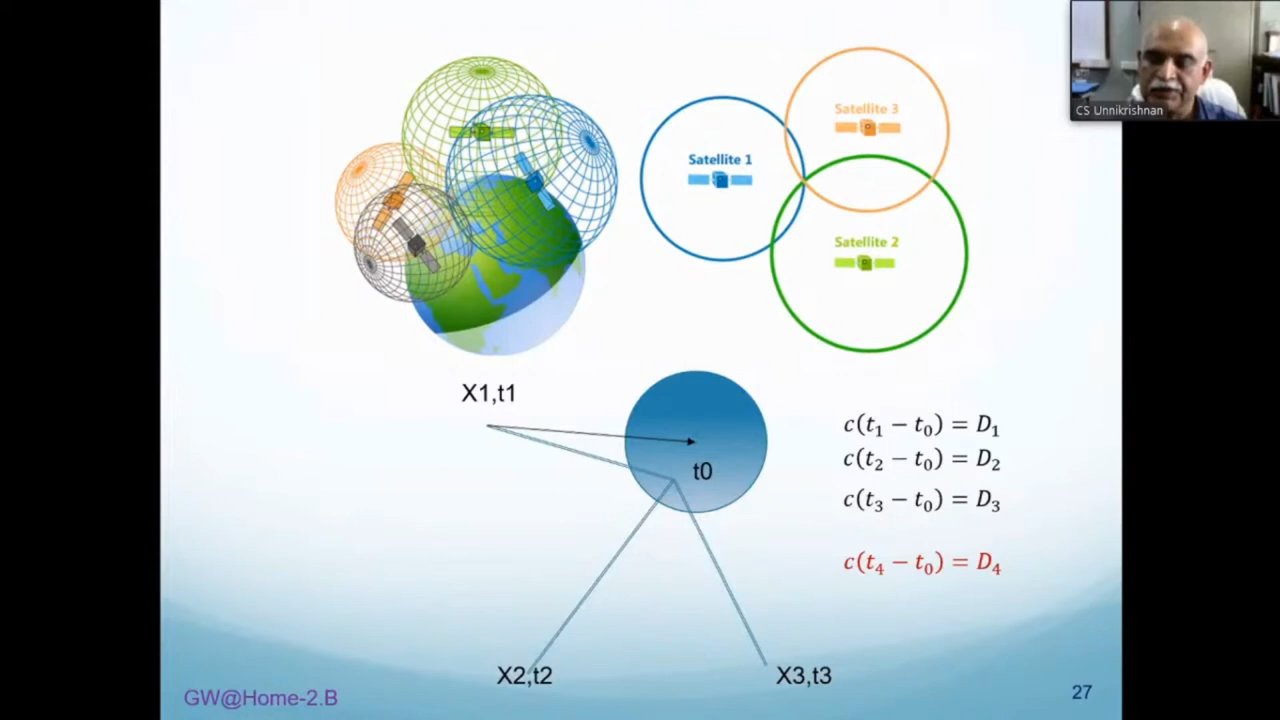 CS Unnikrishnan
Satellite 3
Satellite 1
Satellite 2
X1,t1
t0
c(t₁ − t₀) = D₁
c(t₂ − t₀) = D₂
c(t₃ − t₀) = D₃
c(t₄ − t₀) = D₄
X2,t2
X3,t3
GW@Home-2.B
27